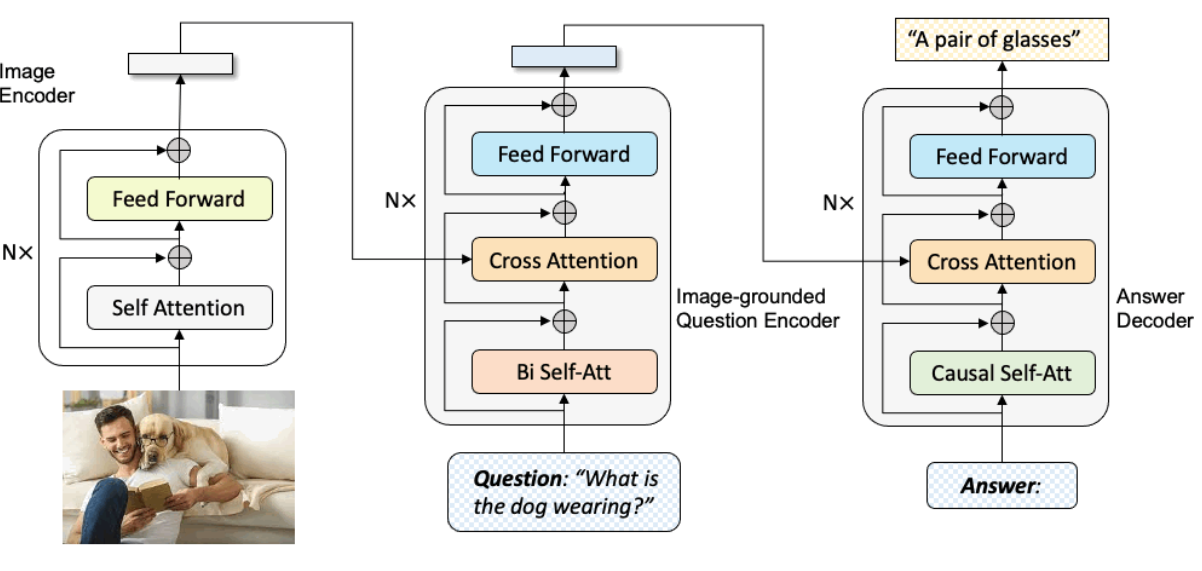 Image
Encoder
Feed Forward
N×
Self Attention
Feed Forward
N×
Cross Attention
Image-grounded
Question Encoder
Bi Self-Att
Question: “What is
the dog wearing?”
“A pair of glasses”
Feed Forward
N×
Cross Attention
Answer
Decoder
Causal Self-Att
Answer: